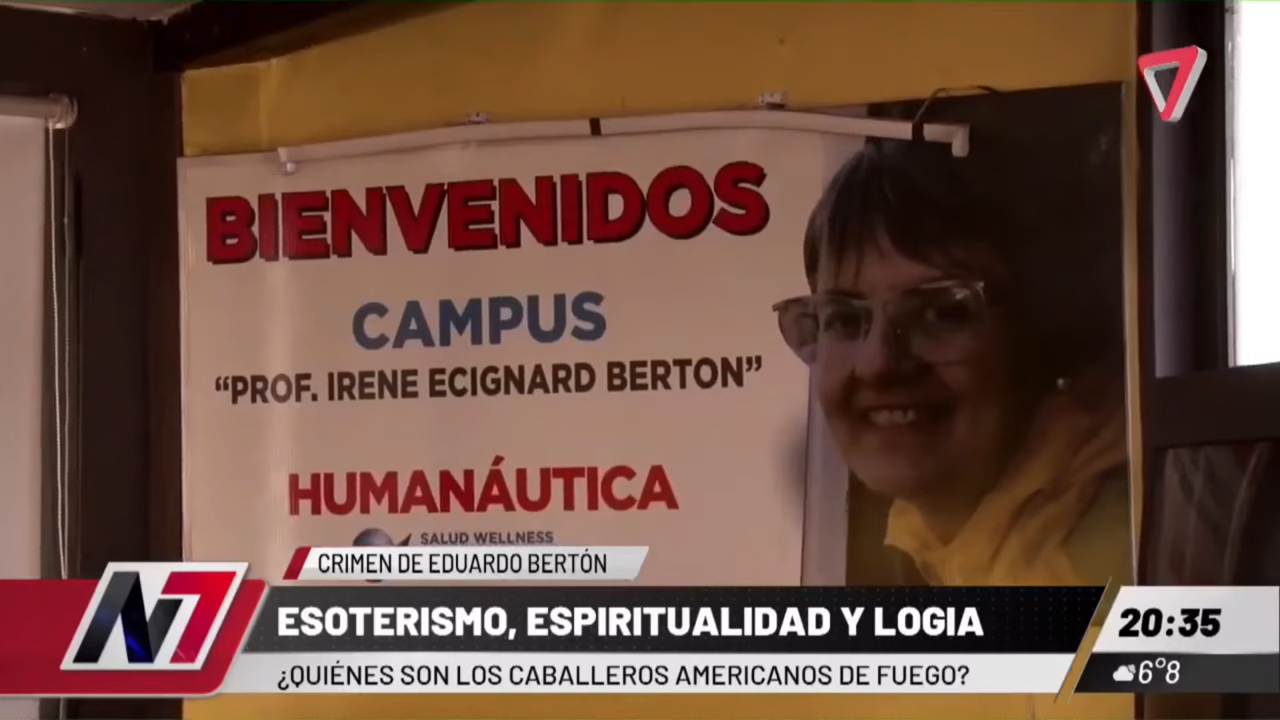 BIENVENIDOS
CAMPUS
“PROF. IRENE ECIGNARD BERTON”
HUMANÁUTICA
SALUD WELLNESS
CRIMEN DE EDUARDO BERTÓN
N7
ESOTERISMO, ESPIRITUALIDAD Y LOGIA
20:35
¿QUIÉNES SON LOS CABALLEROS AMERICANOS DE FUEGO?
6°8
7